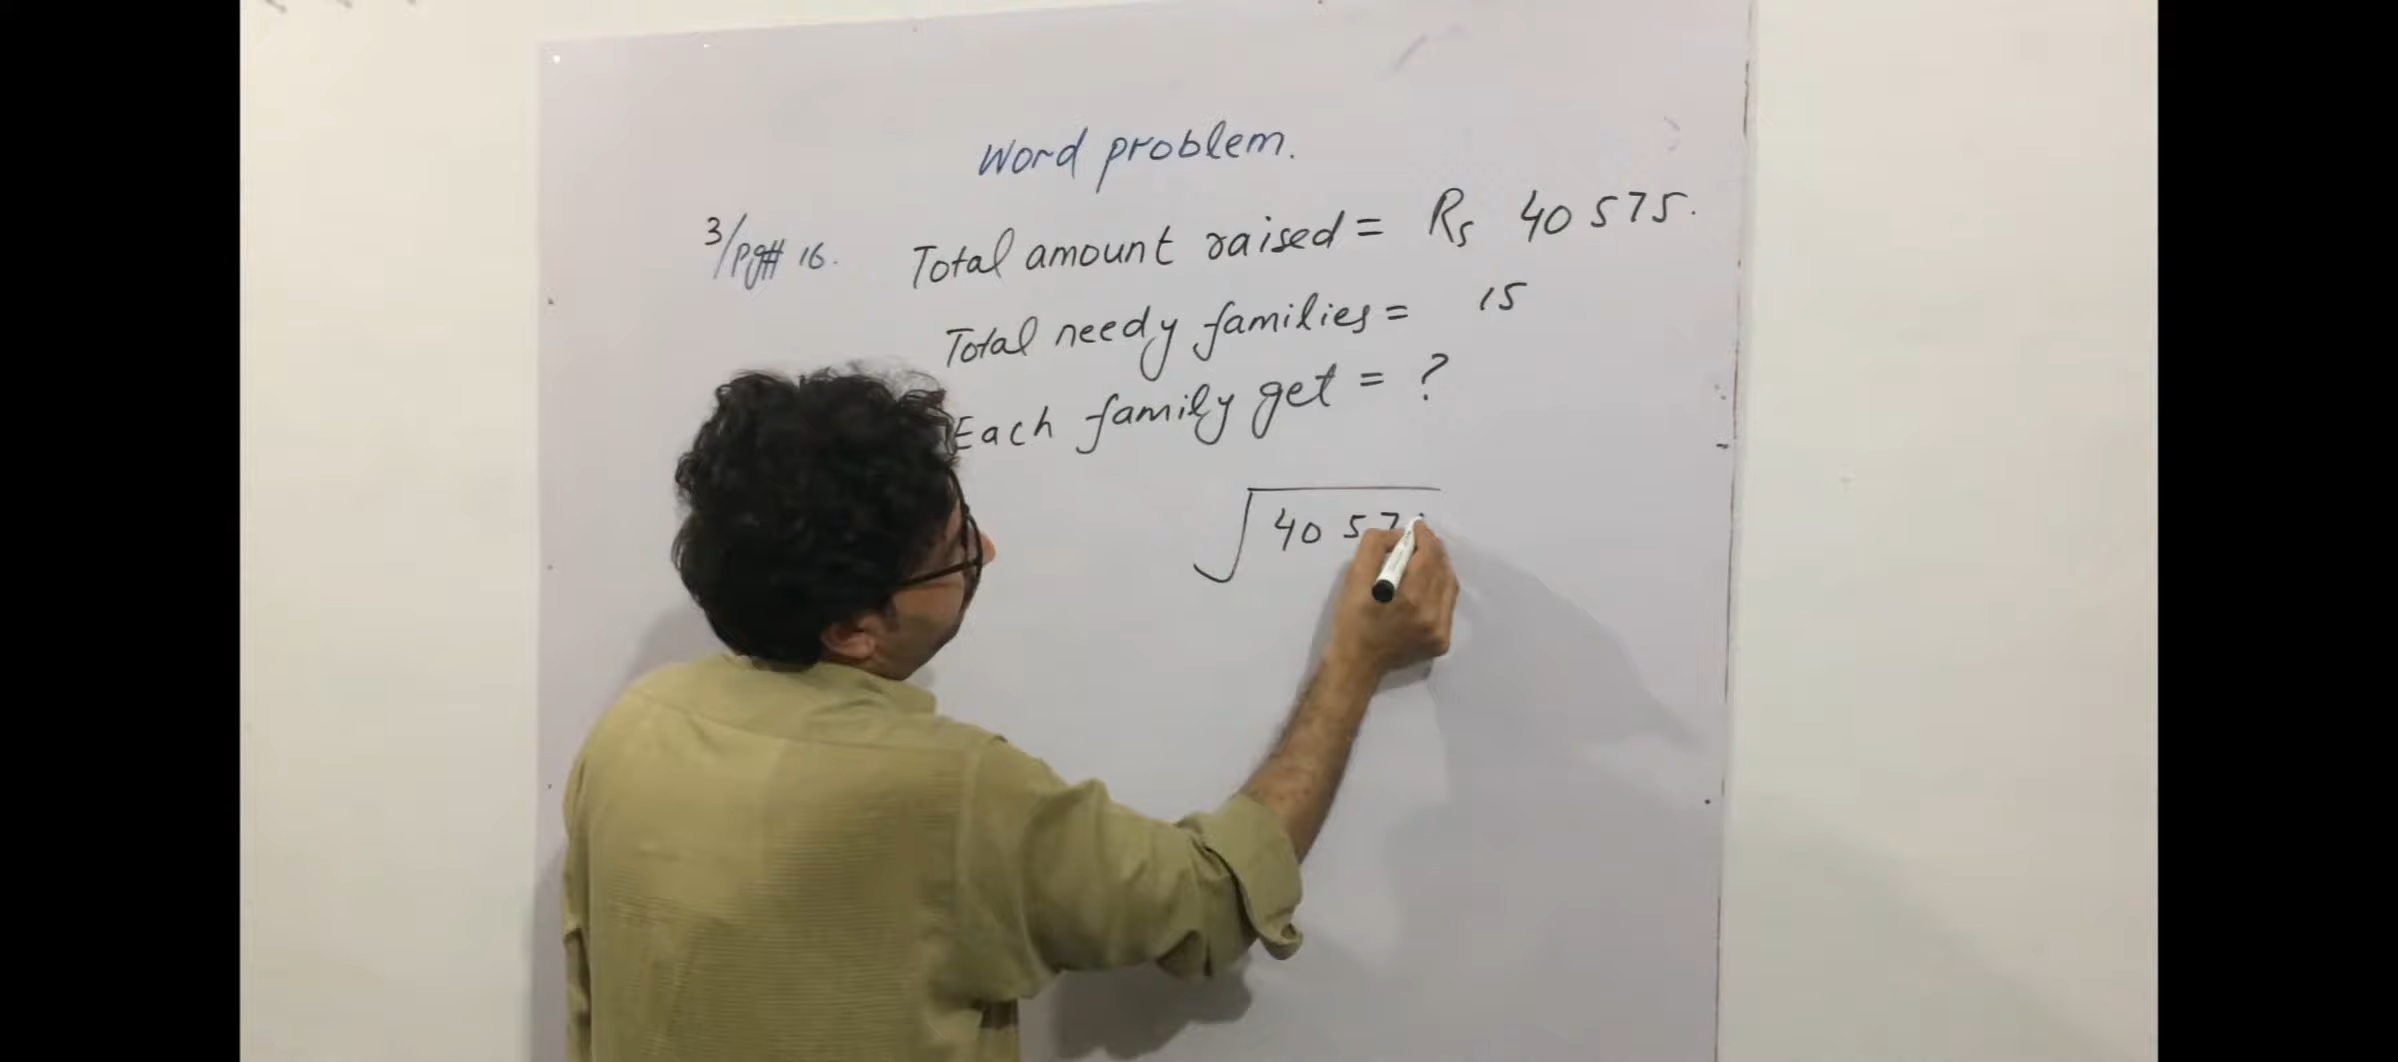 Word problem.
3/Pg# 16. Total amount raised = Rs 40 575.
Total needy families = 15
Each family get = ?
40 57